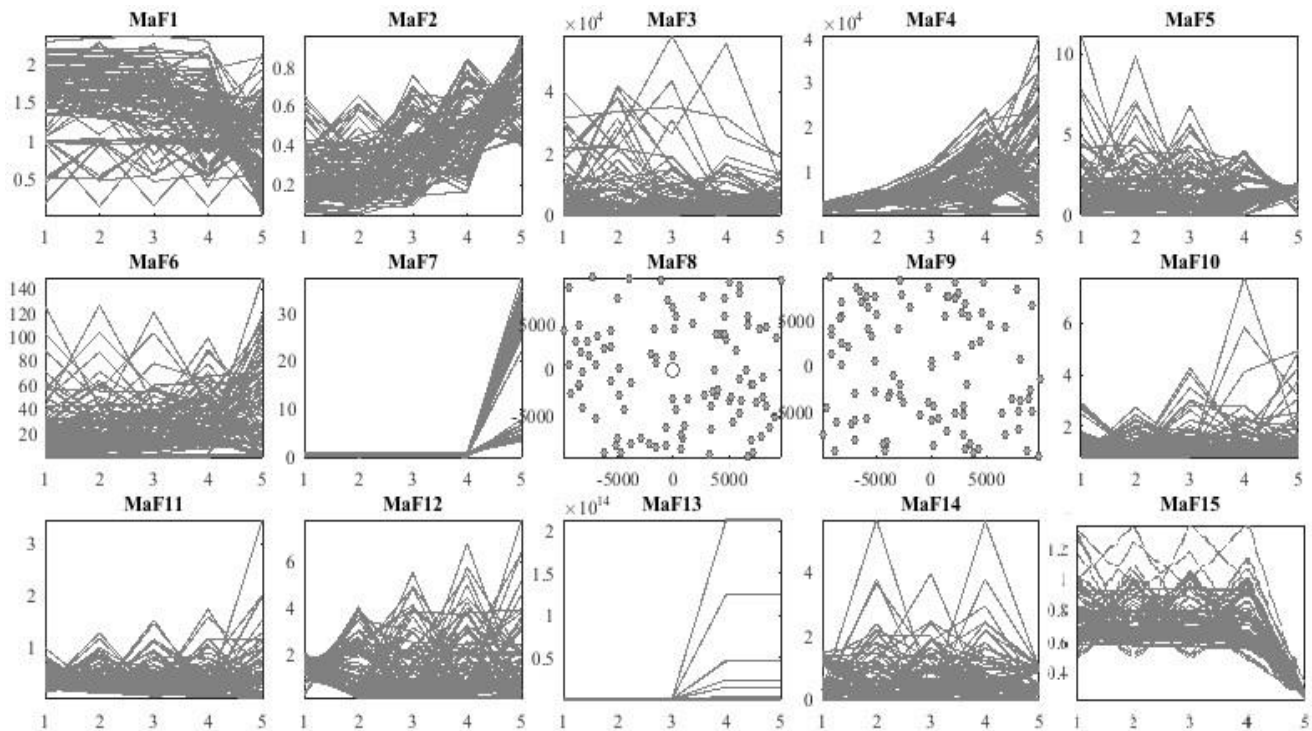 MaF1 MaF2 MaF3 MaF4 MaF5
×10⁴ ×10⁴
2 1.5 1 0.5
0.8 0.6 0.4 0.2
4 2 0
4 3 2 1 0
10 5 0
1 2 3 4 5 1 2 3 4 5 1 2 3 4 5 1 2 3 4 5 1 2 3 4 5
MaF6 MaF7 MaF8 MaF9 MaF10
140 120 100 80 60 40 20
30 20 10 0
5000 0 -5000
5000 0 -5000
6 4 2
1 2 3 4 5 1 2 3 4 5 -5000 0 5000 -5000 0 5000 1 2 3 4 5
MaF11 MaF12 MaF13 MaF14 MaF15
×10¹⁴
3 2 1
6 4 2
2 1.5 1 0.5
4 2 0
1.2 1 0.8 0.6 0.4
1 2 3 4 5 1 2 3 4 5 1 2 3 4 5 1 2 3 4 5 1 2 3 4 5